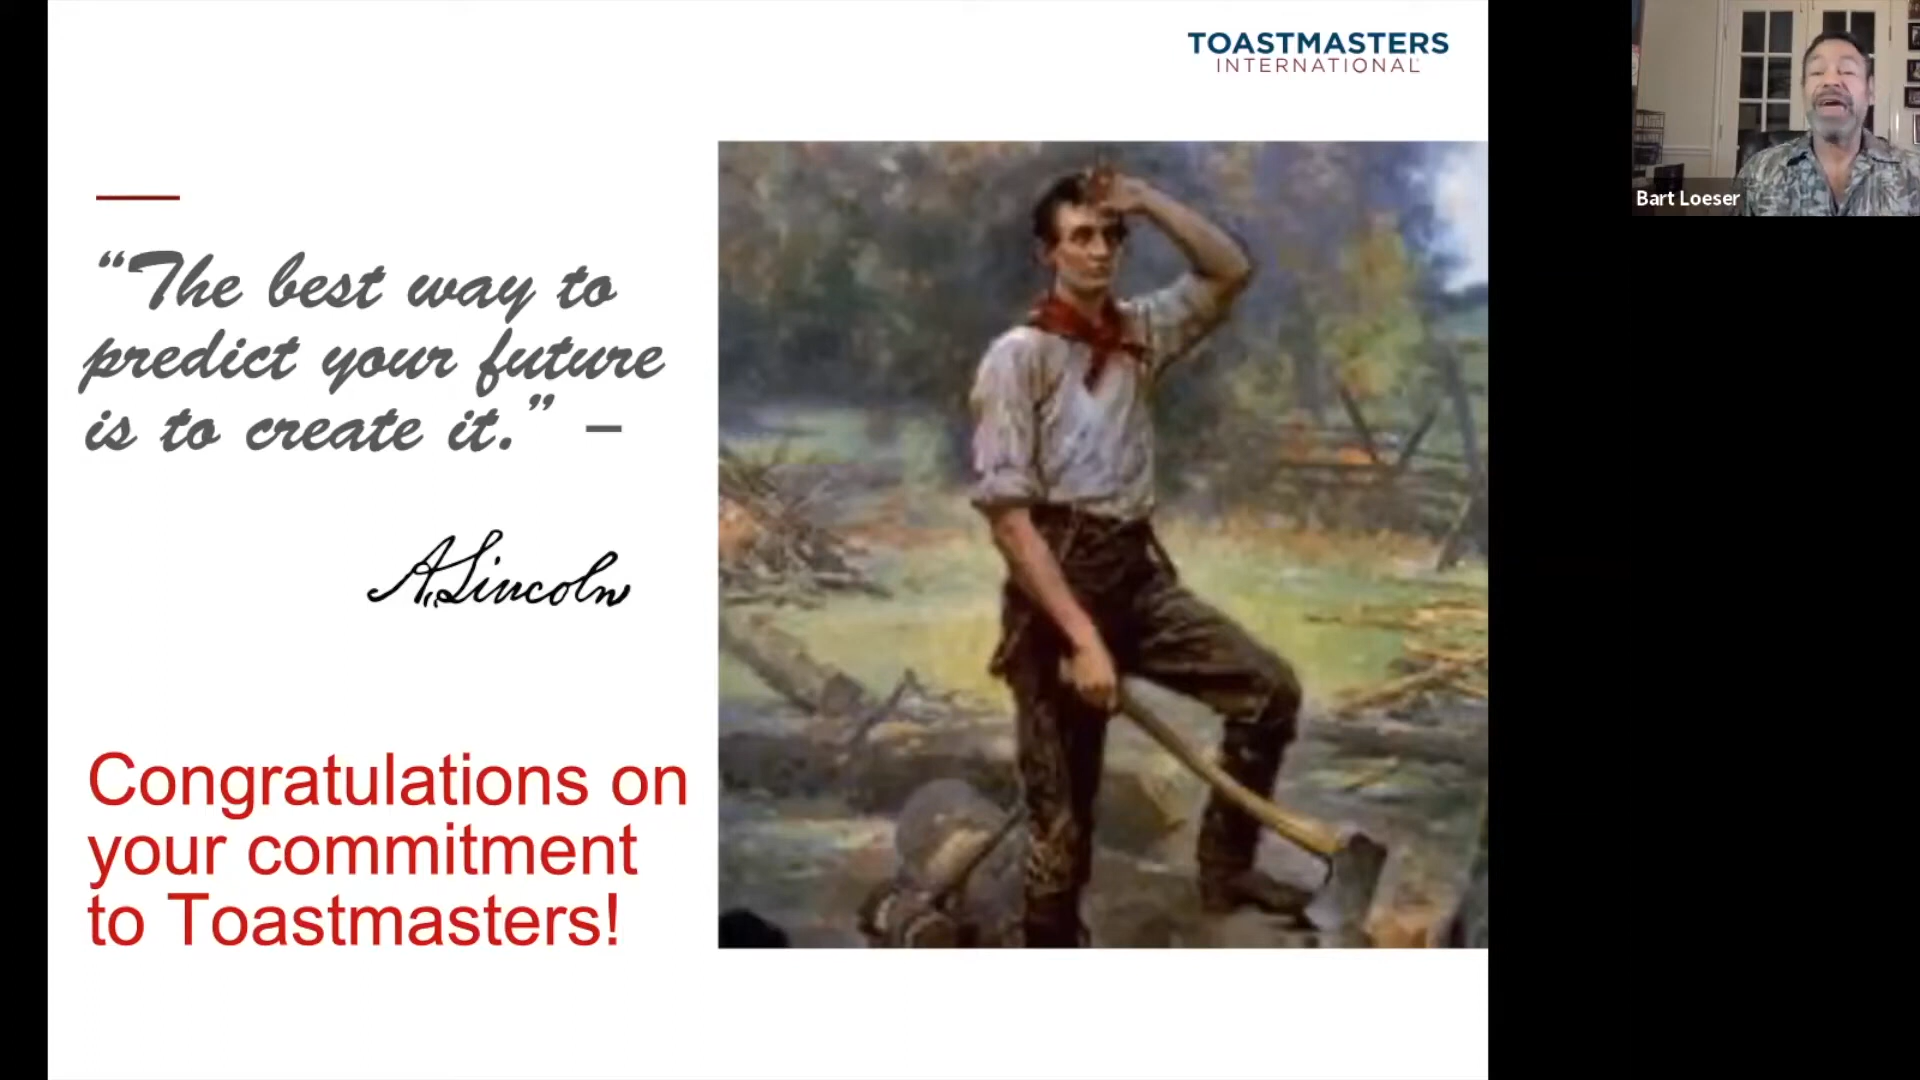 TOASTMASTERS
INTERNATIONAL
“The best way to
predict your future
is to create it.” –
A. Lincoln
Congratulations on
your commitment
to Toastmasters!
Bart Loeser